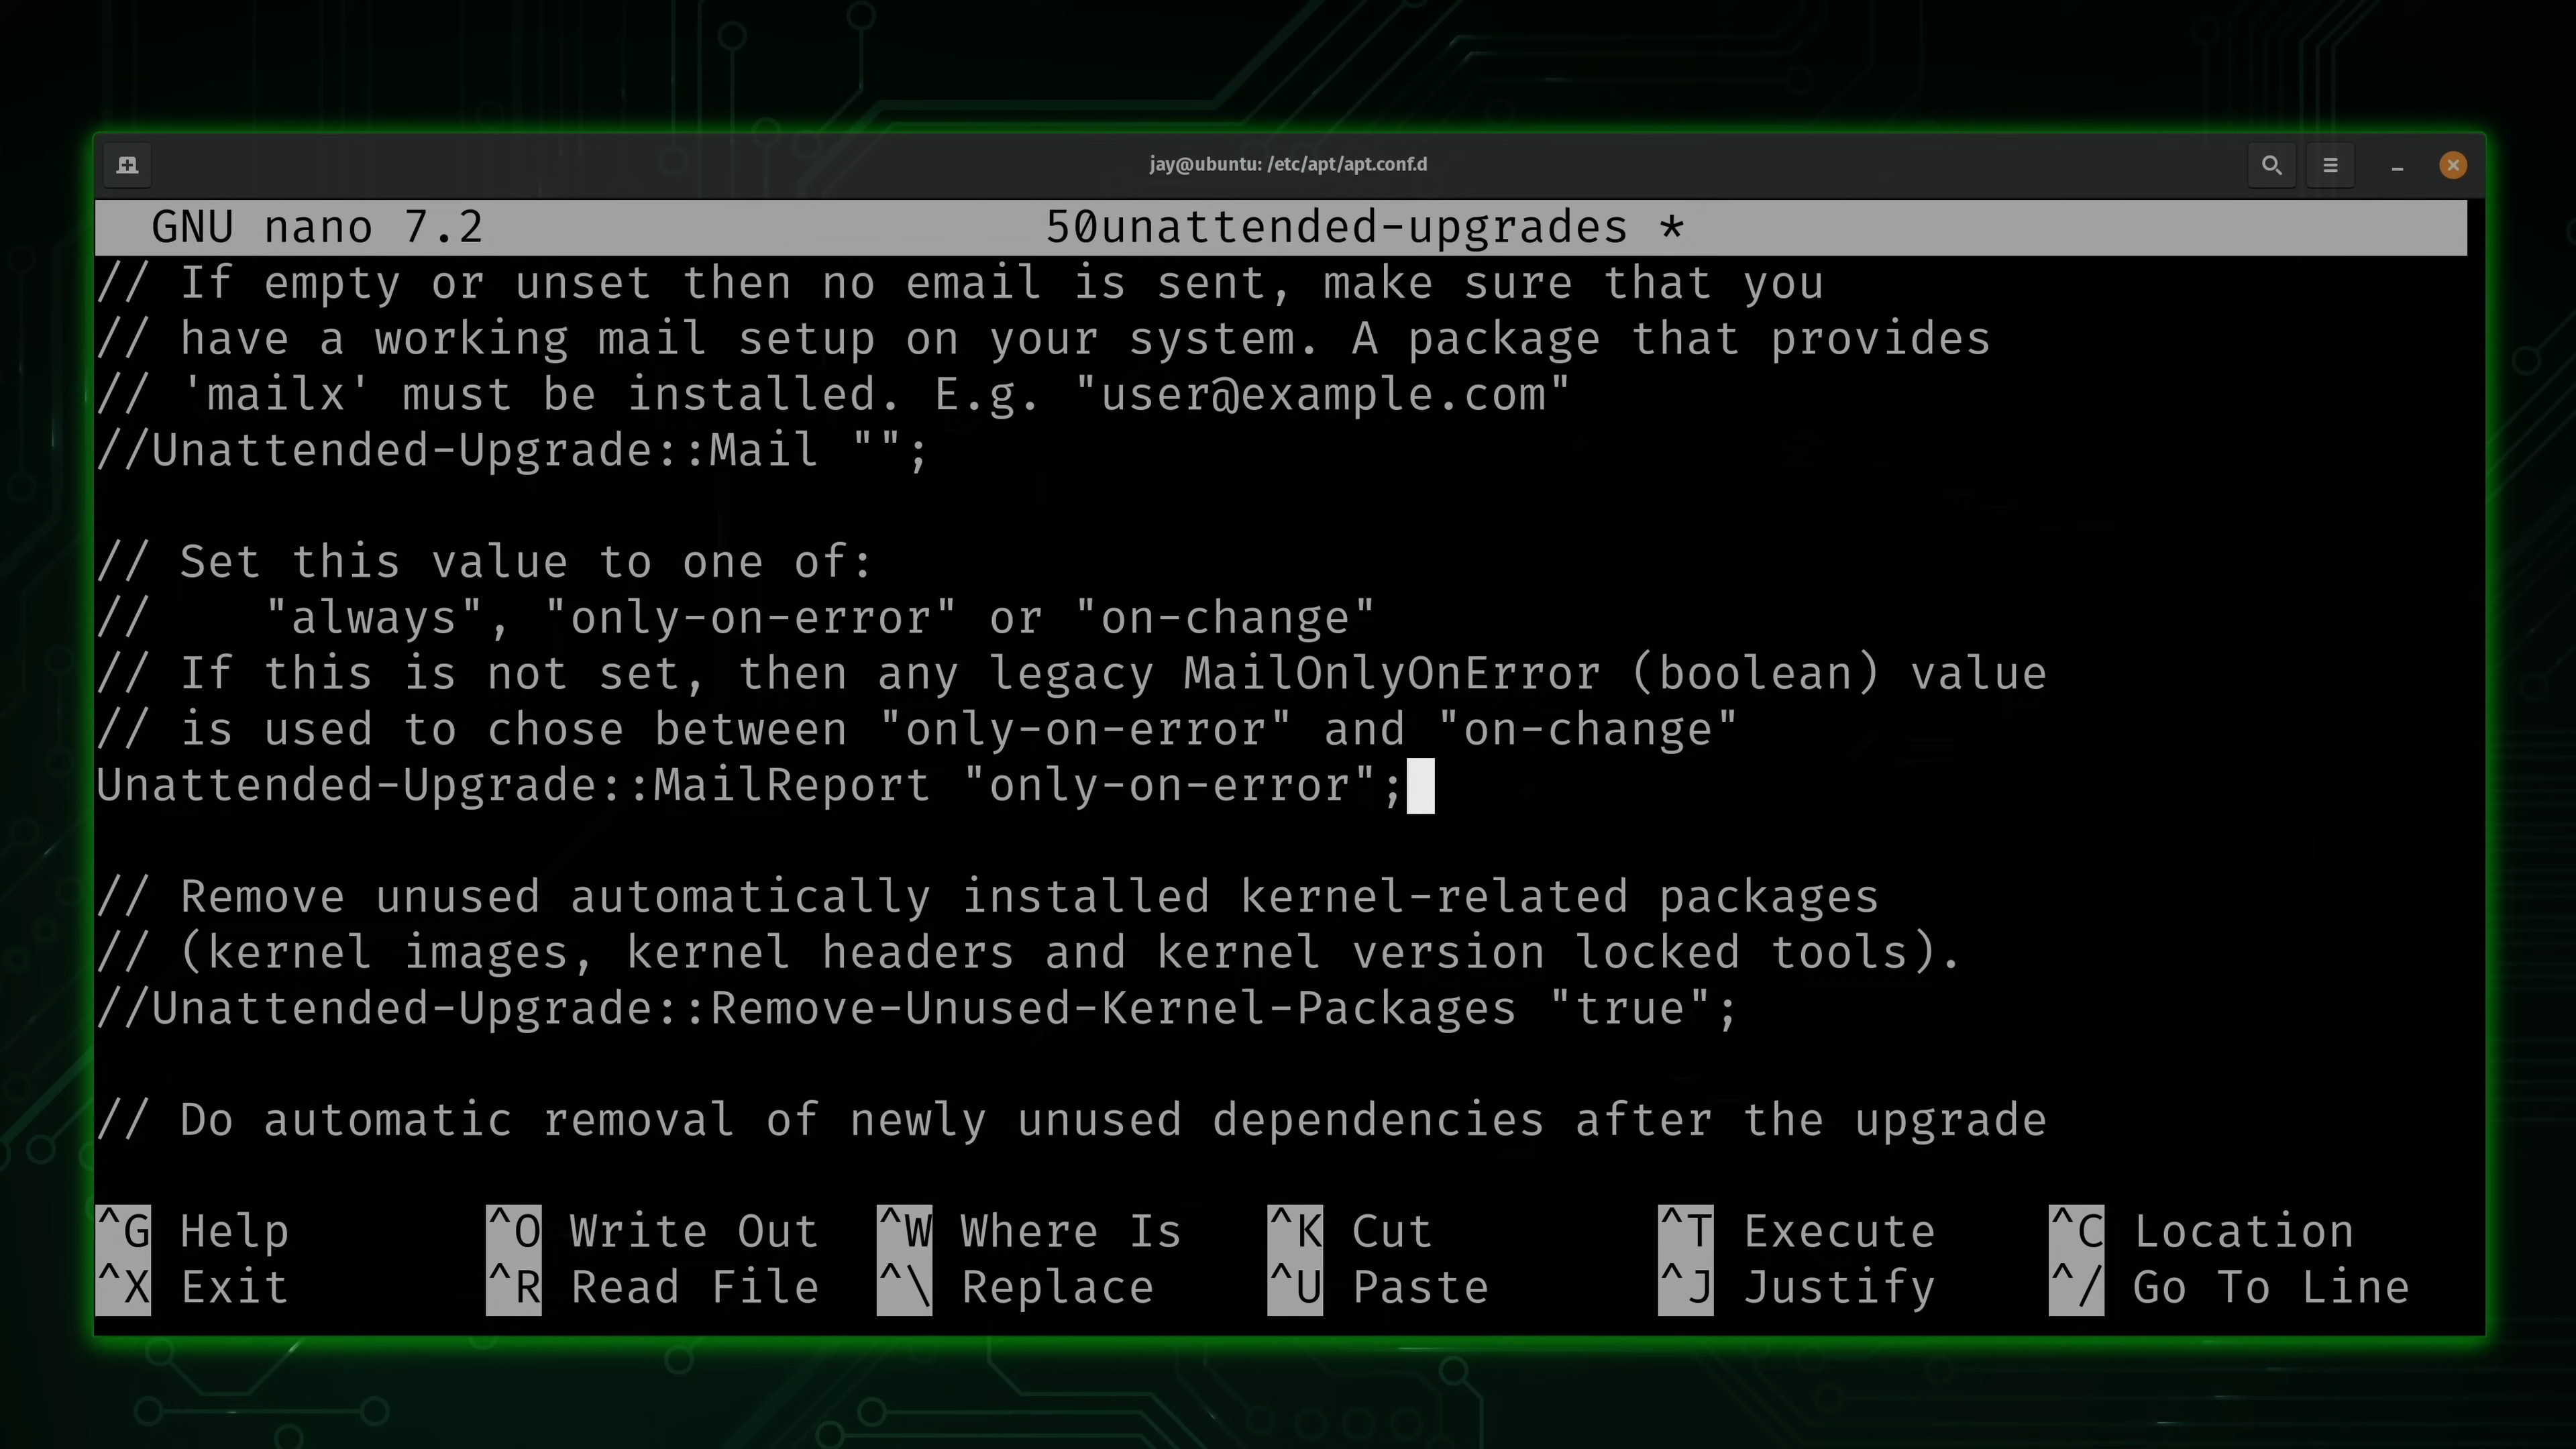 jay@ubuntu: /etc/apt/apt.conf.d
GNU nano 7.2 50unattended-upgrades *
// If empty or unset then no email is sent, make sure that you
// have a working mail setup on your system. A package that provides
// 'mailx' must be installed. E.g. "user@example.com"
//Unattended-Upgrade::Mail "";
// Set this value to one of:
//    "always", "only-on-error" or "on-change"
// If this is not set, then any legacy MailOnlyOnError (boolean) value
// is used to chose between "only-on-error" and "on-change"
Unattended-Upgrade::MailReport "only-on-error";
// Remove unused automatically installed kernel-related packages
// (kernel images, kernel headers and kernel version locked tools).
//Unattended-Upgrade::Remove-Unused-Kernel-Packages "true";
// Do automatic removal of newly unused dependencies after the upgrade
^G Help ^O Write Out ^W Where Is ^K Cut ^T Execute ^C Location
^X Exit ^R Read File ^\ Replace ^U Paste ^J Justify ^/ Go To Line